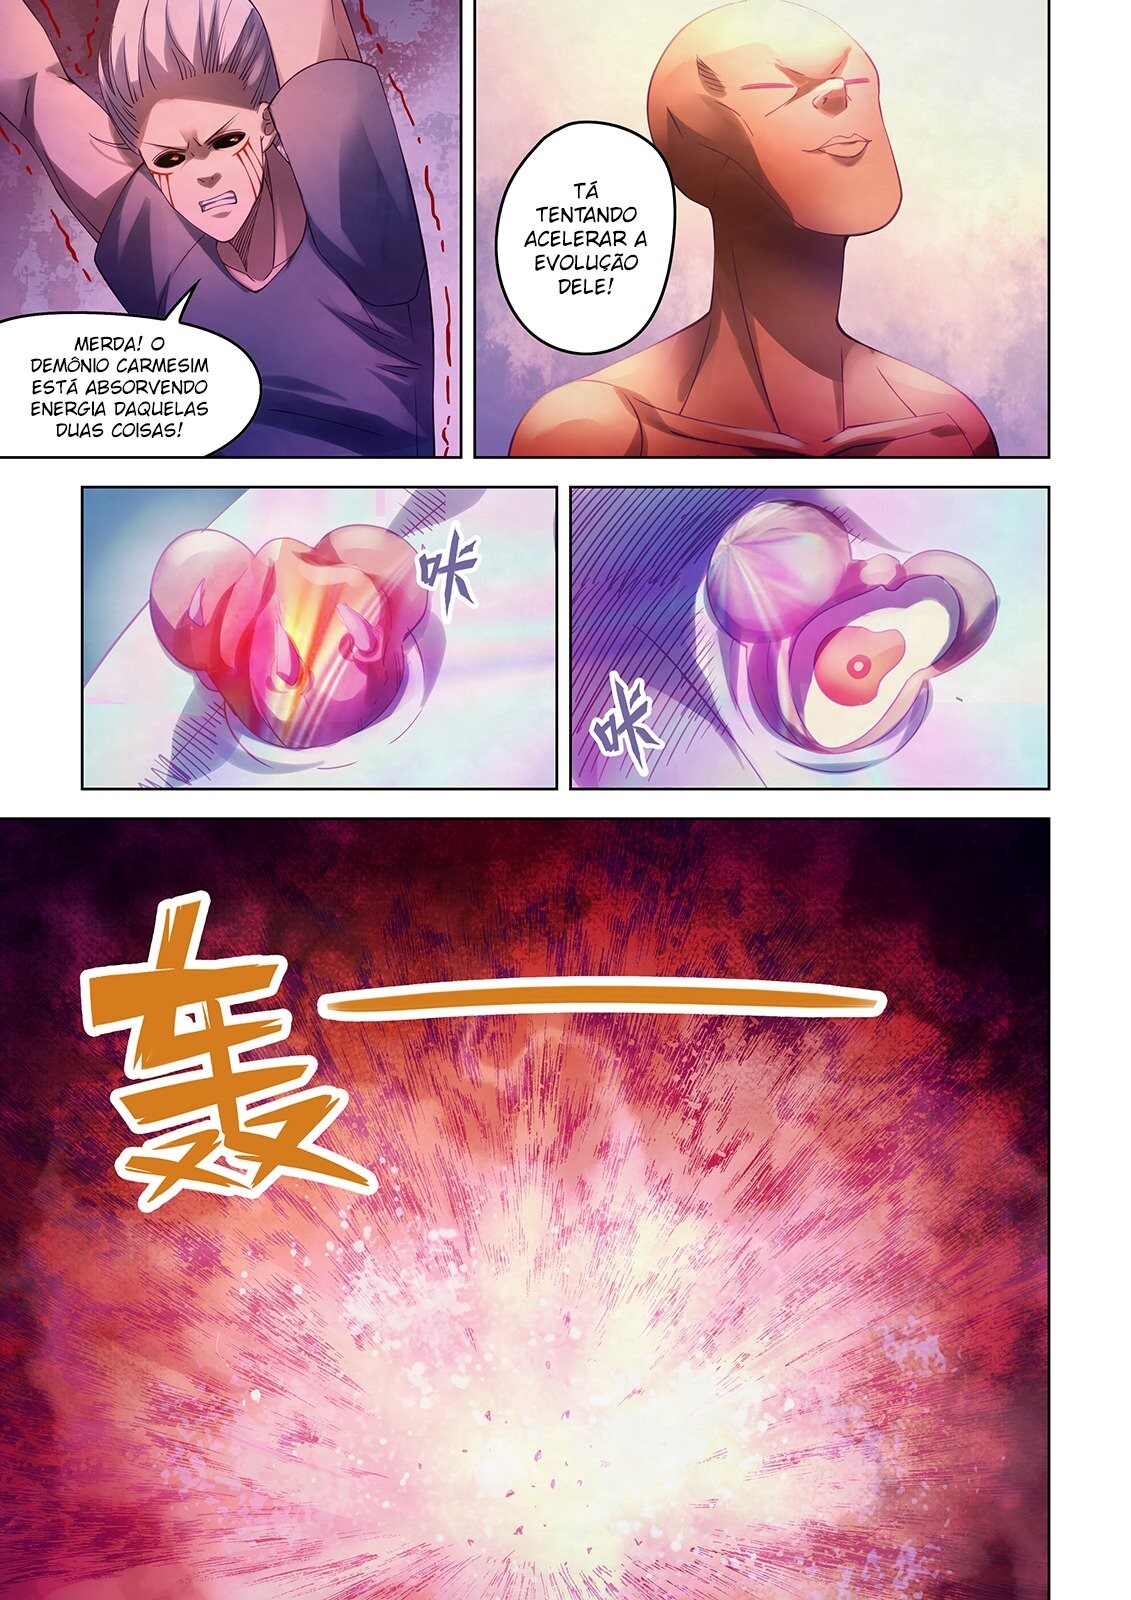 MERDA! O
DEMÔNIO CARMESIM
ESTÁ ABSORVENDO
ENERGIA DAQUELAS
DUAS COISAS!
TÁ
TENTANDO
ACELERAR A
EVOLUÇÃO
DELE!
咔
咔
轰—